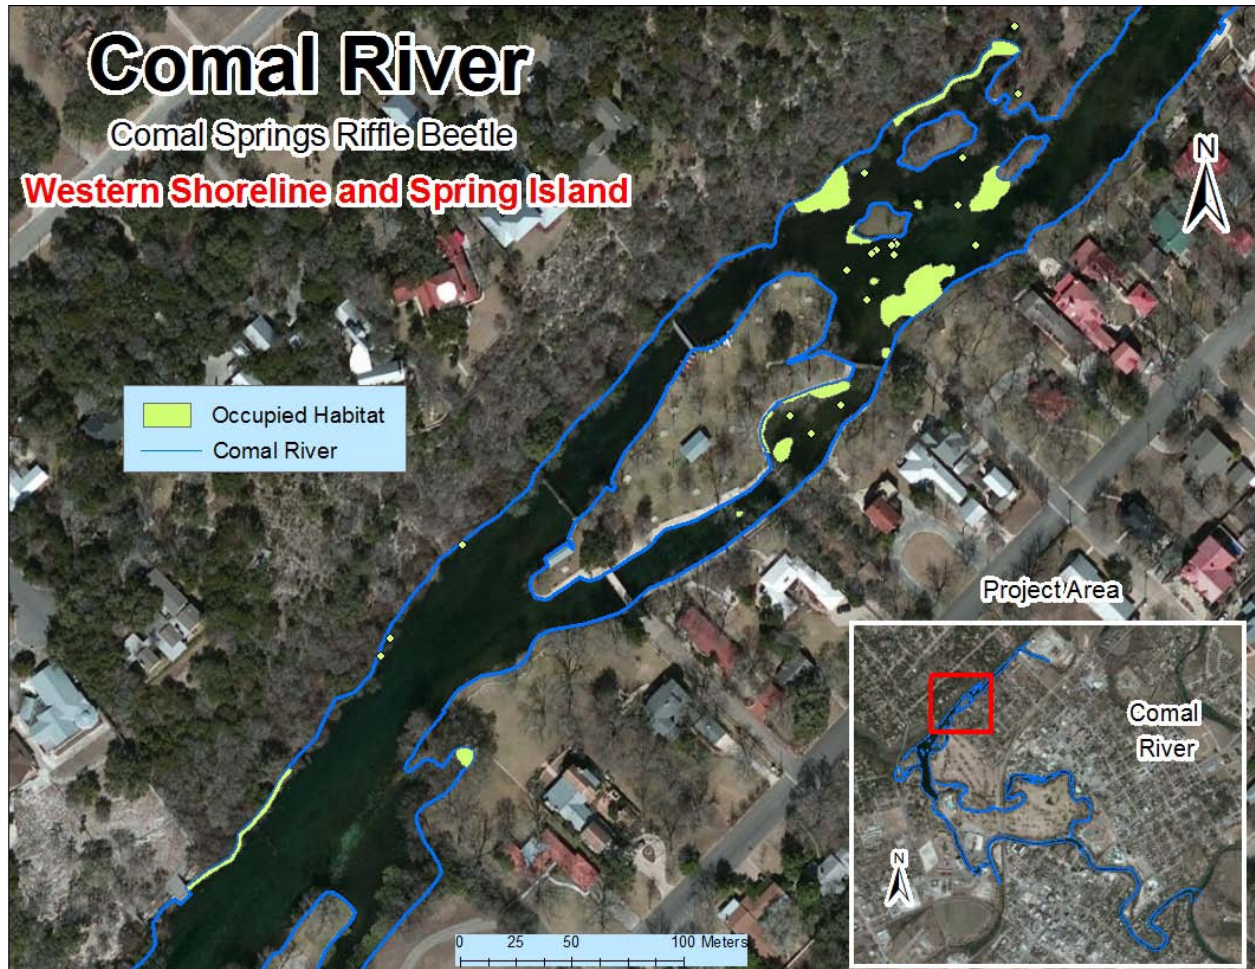 Comal River
Comal Springs Riffle Beetle
Western Shoreline and Spring Island
N
Occupied Habitat
Comal River
Project Area
Comal
River
N
0 25 50 100 Meters